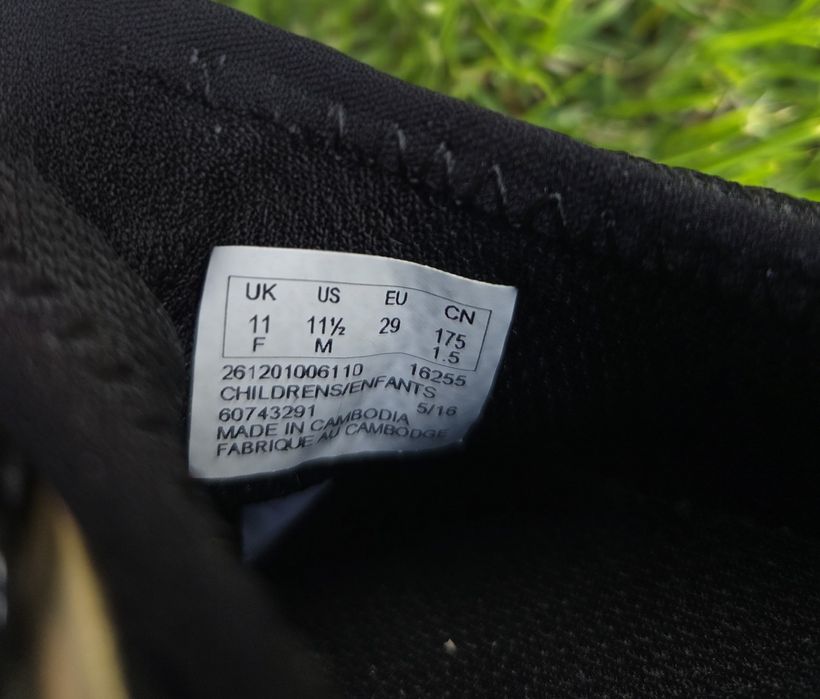 UK US EU CN
11 11½ 29 175
F M 1.5
261201006110 16255
CHILDRENS/ENFANTS
60743291 5/16
MADE IN CAMBODIA
FABRIQUE AU CAMBODGE